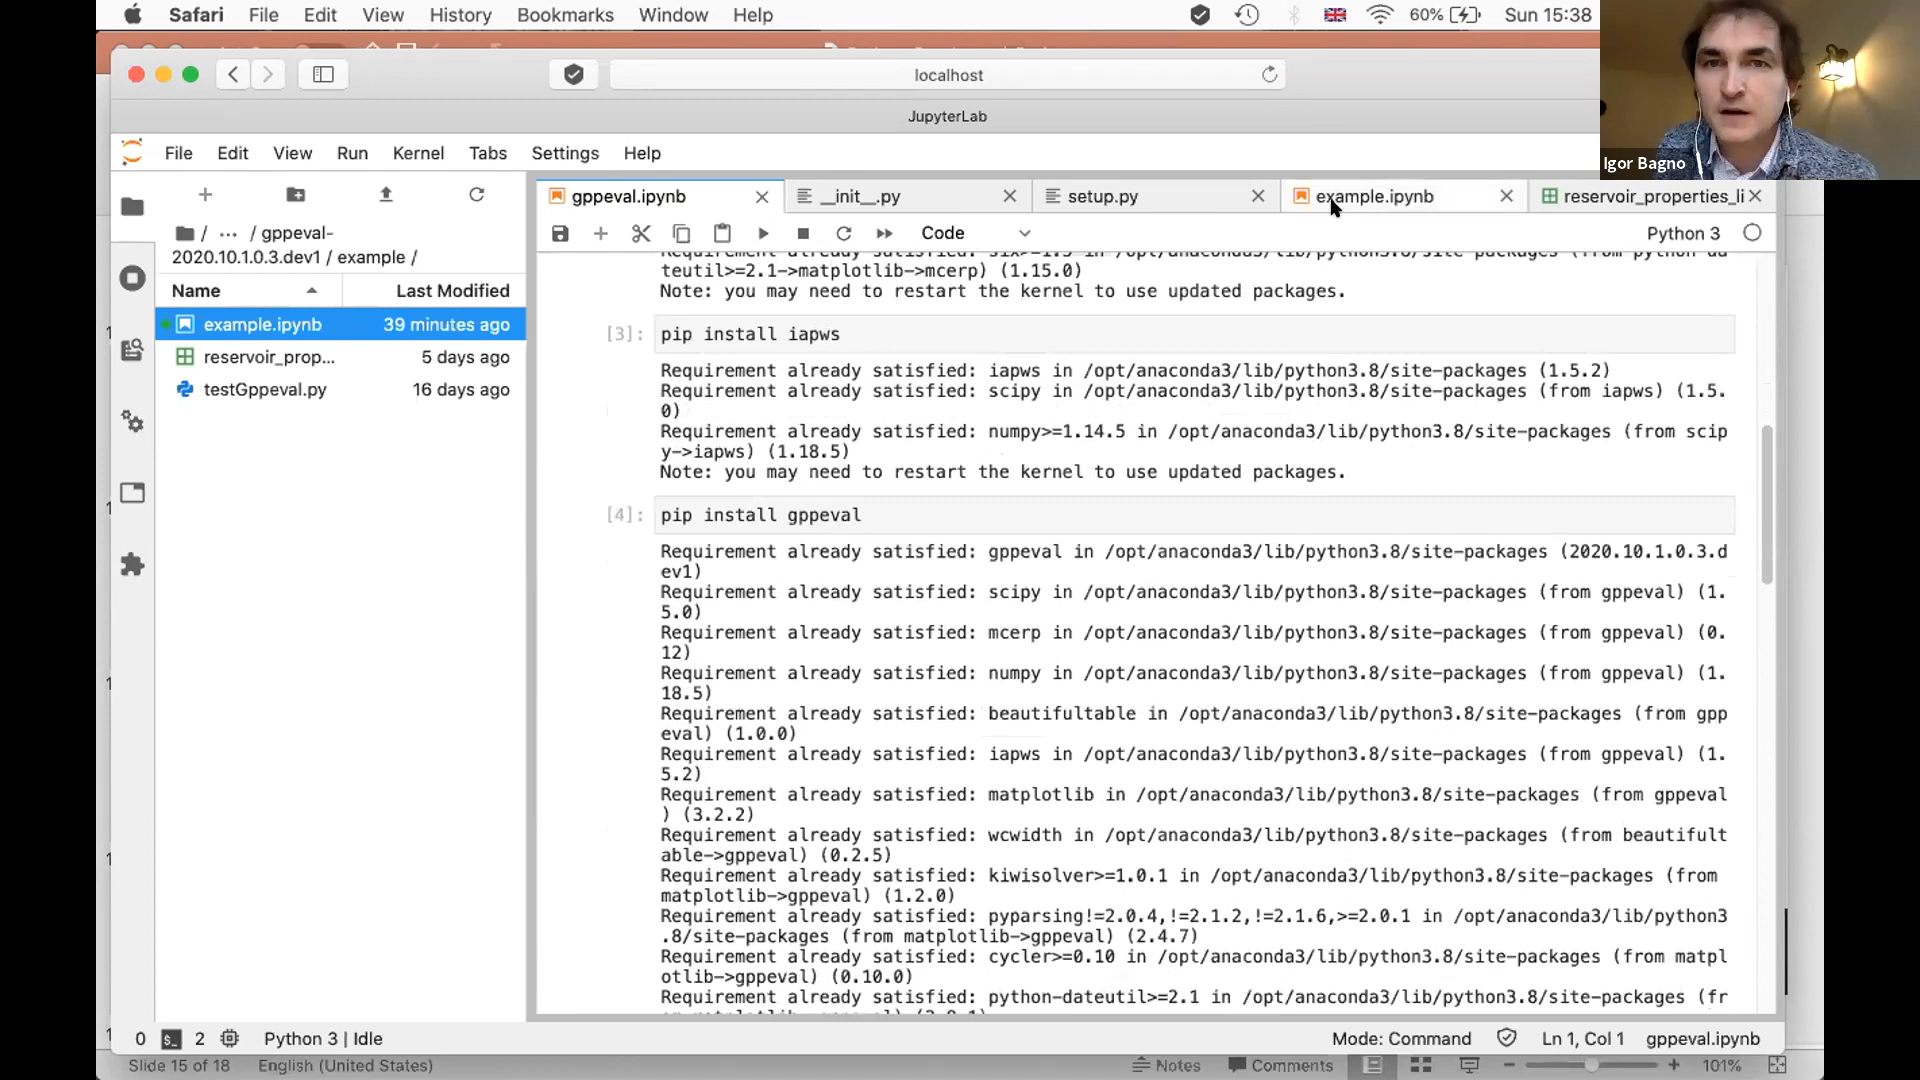 Safari File Edit View History Bookmarks Window Help 60% Sun 15:38
localhost
JupyterLab
File Edit View Run Kernel Tabs Settings Help
Igor Bagno
gppeval.ipynb __init__.py setup.py example.ipynb reservoir_properties_li
/ ... / gppeval-
2020.10.1.0.3.dev1 / example /
Code Python 3
Name Last Modified
example.ipynb 39 minutes ago
reservoir_prop... 5 days ago
testGppeval.py 16 days ago
teutil>=2.1->matplotlib->mcerp) (1.15.0)
Note: you may need to restart the kernel to use updated packages.
[3]: pip install iapws
Requirement already satisfied: iapws in /opt/anaconda3/lib/python3.8/site-packages (1.5.2)
Requirement already satisfied: scipy in /opt/anaconda3/lib/python3.8/site-packages (from iapws) (1.5.
0)
Requirement already satisfied: numpy>=1.14.5 in /opt/anaconda3/lib/python3.8/site-packages (from scip
y->iapws) (1.18.5)
Note: you may need to restart the kernel to use updated packages.
[4]: pip install gppeval
Requirement already satisfied: gppeval in /opt/anaconda3/lib/python3.8/site-packages (2020.10.1.0.3.d
ev1)
Requirement already satisfied: scipy in /opt/anaconda3/lib/python3.8/site-packages (from gppeval) (1.
5.0)
Requirement already satisfied: mcerp in /opt/anaconda3/lib/python3.8/site-packages (from gppeval) (0.
12)
Requirement already satisfied: numpy in /opt/anaconda3/lib/python3.8/site-packages (from gppeval) (1.
18.5)
Requirement already satisfied: beautifultable in /opt/anaconda3/lib/python3.8/site-packages (from gpp
eval) (1.0.0)
Requirement already satisfied: iapws in /opt/anaconda3/lib/python3.8/site-packages (from gppeval) (1.
5.2)
Requirement already satisfied: matplotlib in /opt/anaconda3/lib/python3.8/site-packages (from gppeval
) (3.2.2)
Requirement already satisfied: wcwidth in /opt/anaconda3/lib/python3.8/site-packages (from beautifult
able->gppeval) (0.2.5)
Requirement already satisfied: kiwisolver>=1.0.1 in /opt/anaconda3/lib/python3.8/site-packages (from
matplotlib->gppeval) (1.2.0)
Requirement already satisfied: pyparsing!=2.0.4,!=2.1.2,!=2.1.6,>=2.0.1 in /opt/anaconda3/lib/python3
.8/site-packages (from matplotlib->gppeval) (2.4.7)
Requirement already satisfied: cycler>=0.10 in /opt/anaconda3/lib/python3.8/site-packages (from matpl
otlib->gppeval) (0.10.0)
Requirement already satisfied: python-dateutil>=2.1 in /opt/anaconda3/lib/python3.8/site-packages (fr
0 2 Python 3 | Idle Mode: Command Ln 1, Col 1 gppeval.ipynb
Slide 15 of 18 English (United States) Notes Comments 101%